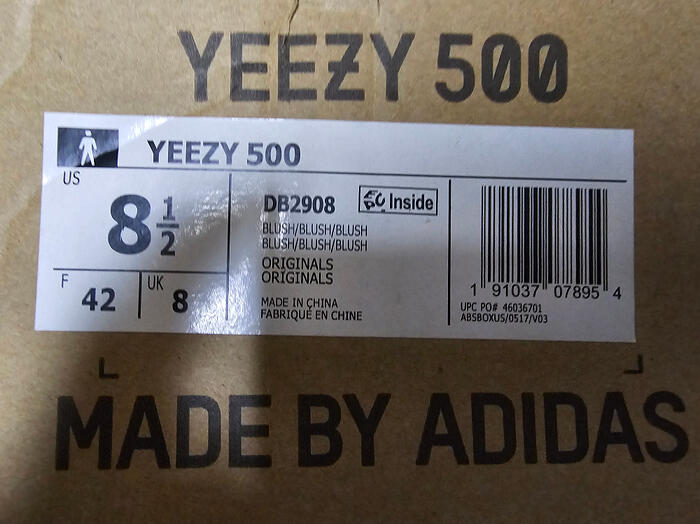 YEEZY 500
YEEZY 500
US
8 1/2
F
42
UK
8
DB2908
EPC Inside
BLUSH/BLUSH/BLUSH
BLUSH/BLUSH/BLUSH
ORIGINALS
ORIGINALS
MADE IN CHINA
FABRIQUÉ EN CHINE
1 91037 07895 4
UPC PO# 46036701
ABSBOXUS/0517/V03
MADE BY ADIDAS